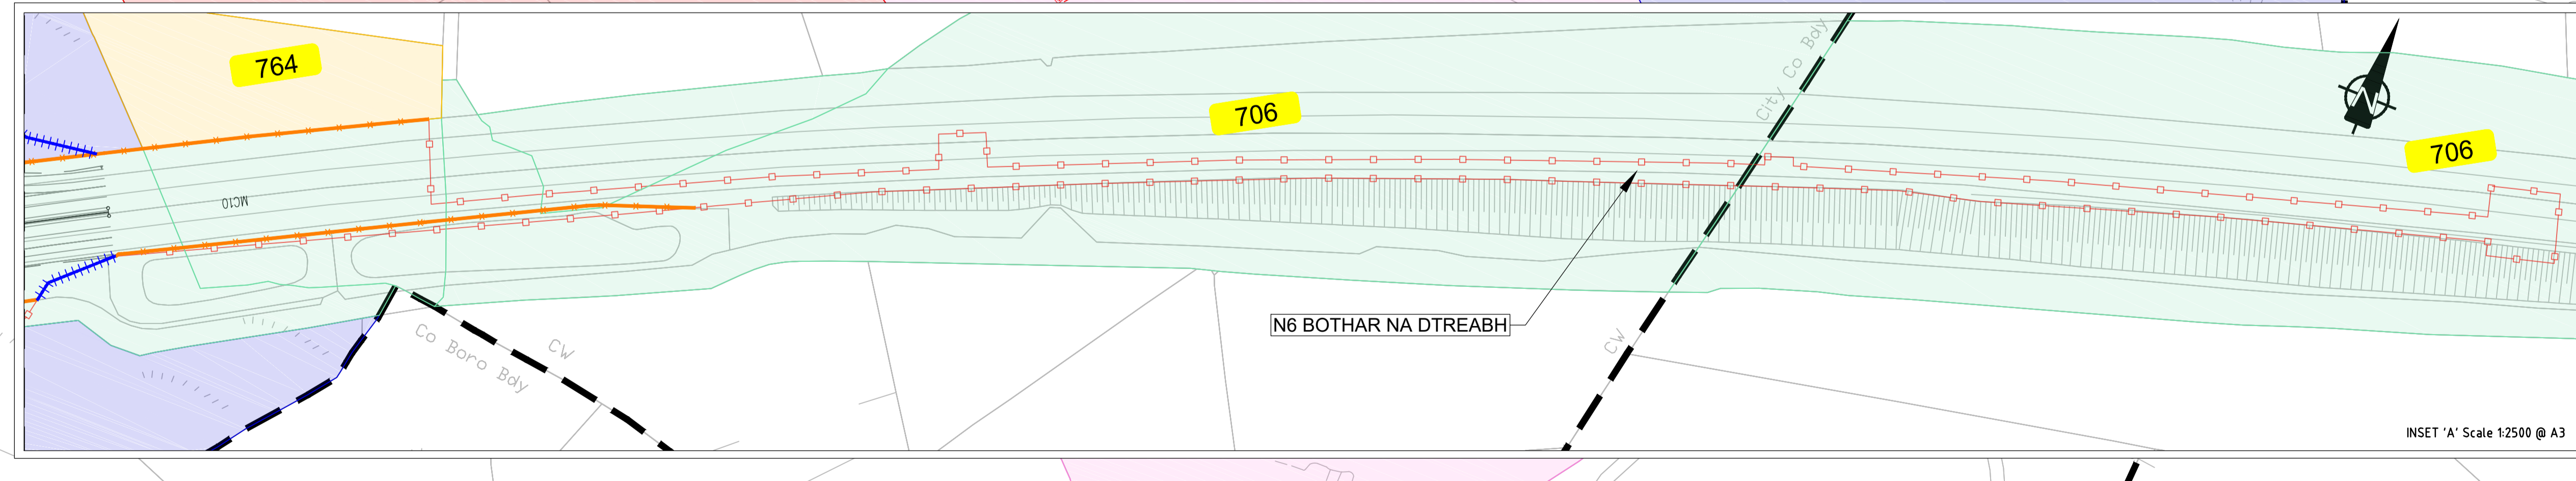 764
706
City Co Bdy
N
706
MC10
N6 BOTHAR NA DTREABH
CW
Co Boro Bdy
CW
INSET 'A' Scale 1:2500 @ A3